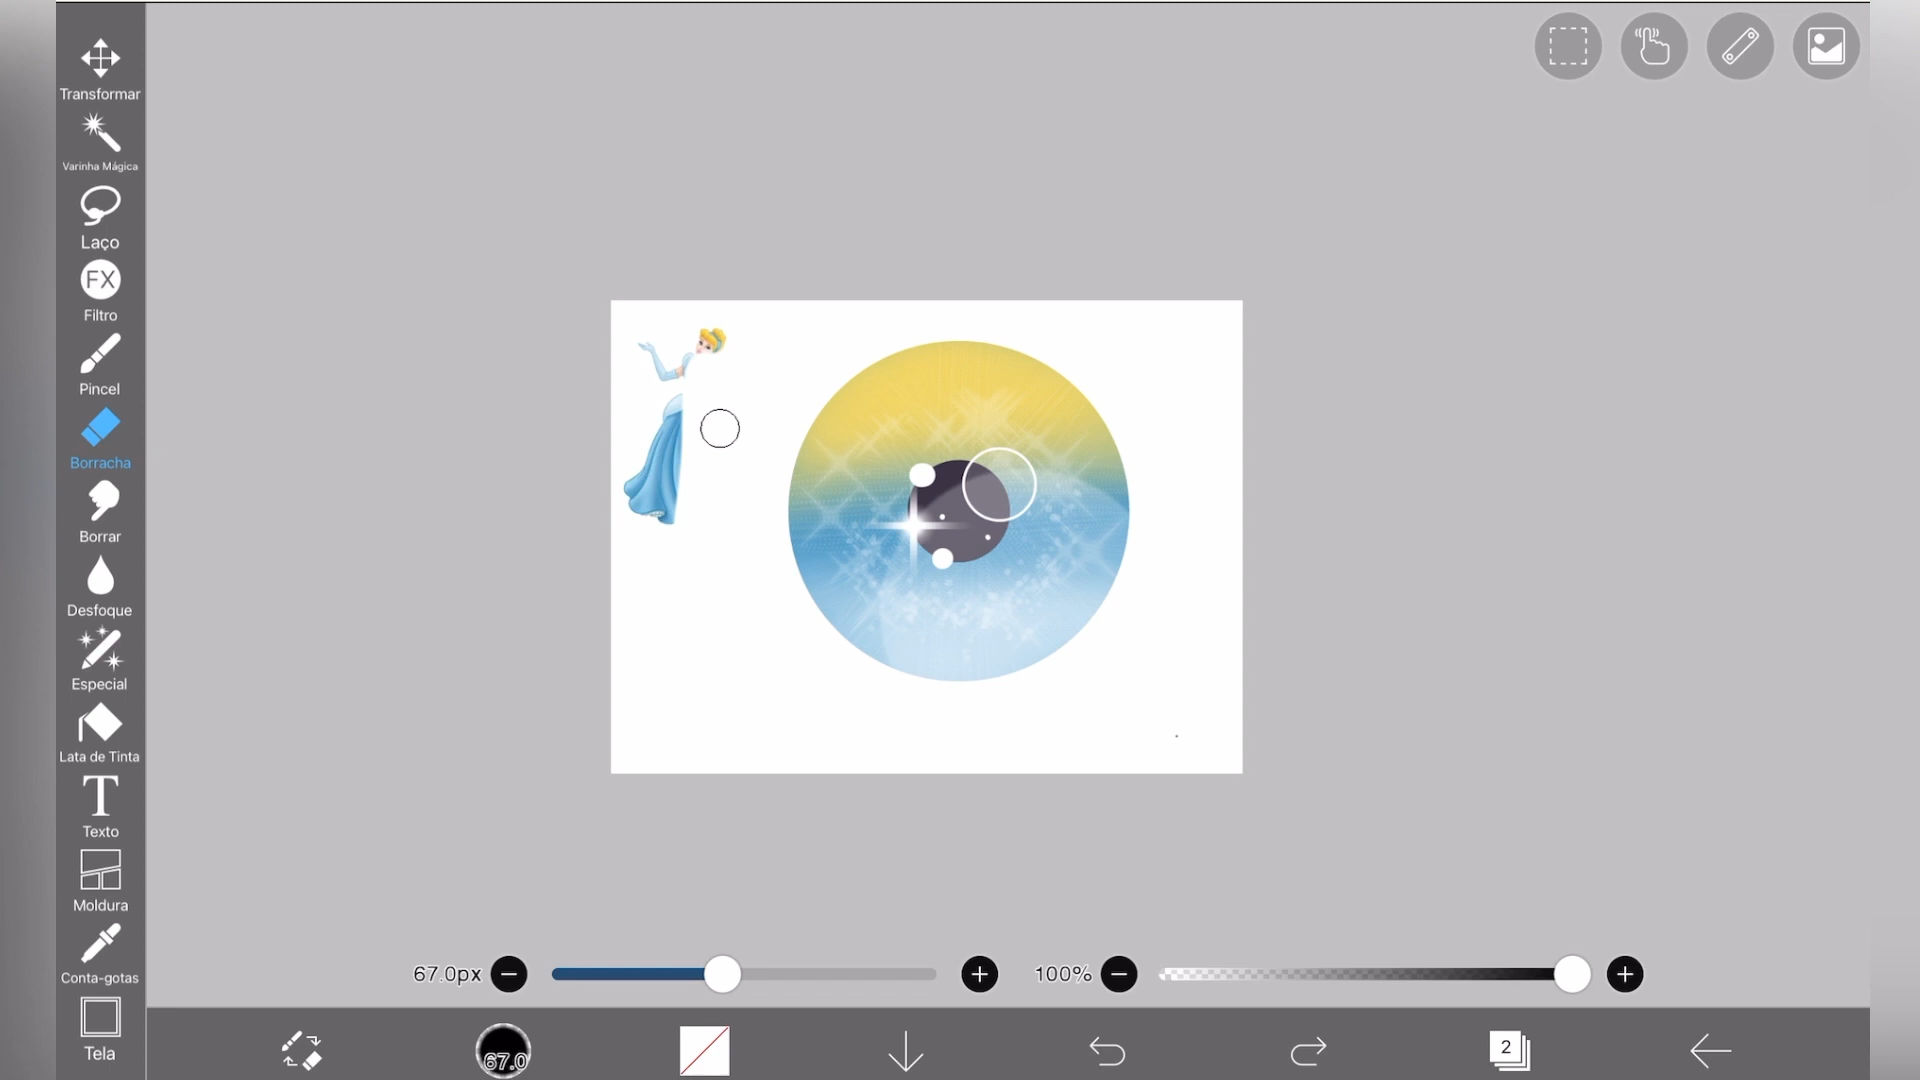 Transformar
Varinha Mágica
Laço
FX
Filtro
Pincel
Borracha
Borrar
Desfoque
Especial
Lata de Tinta
T
Texto
Moldura
Conta-gotas
Tela
67.0px
100%
67.0
2